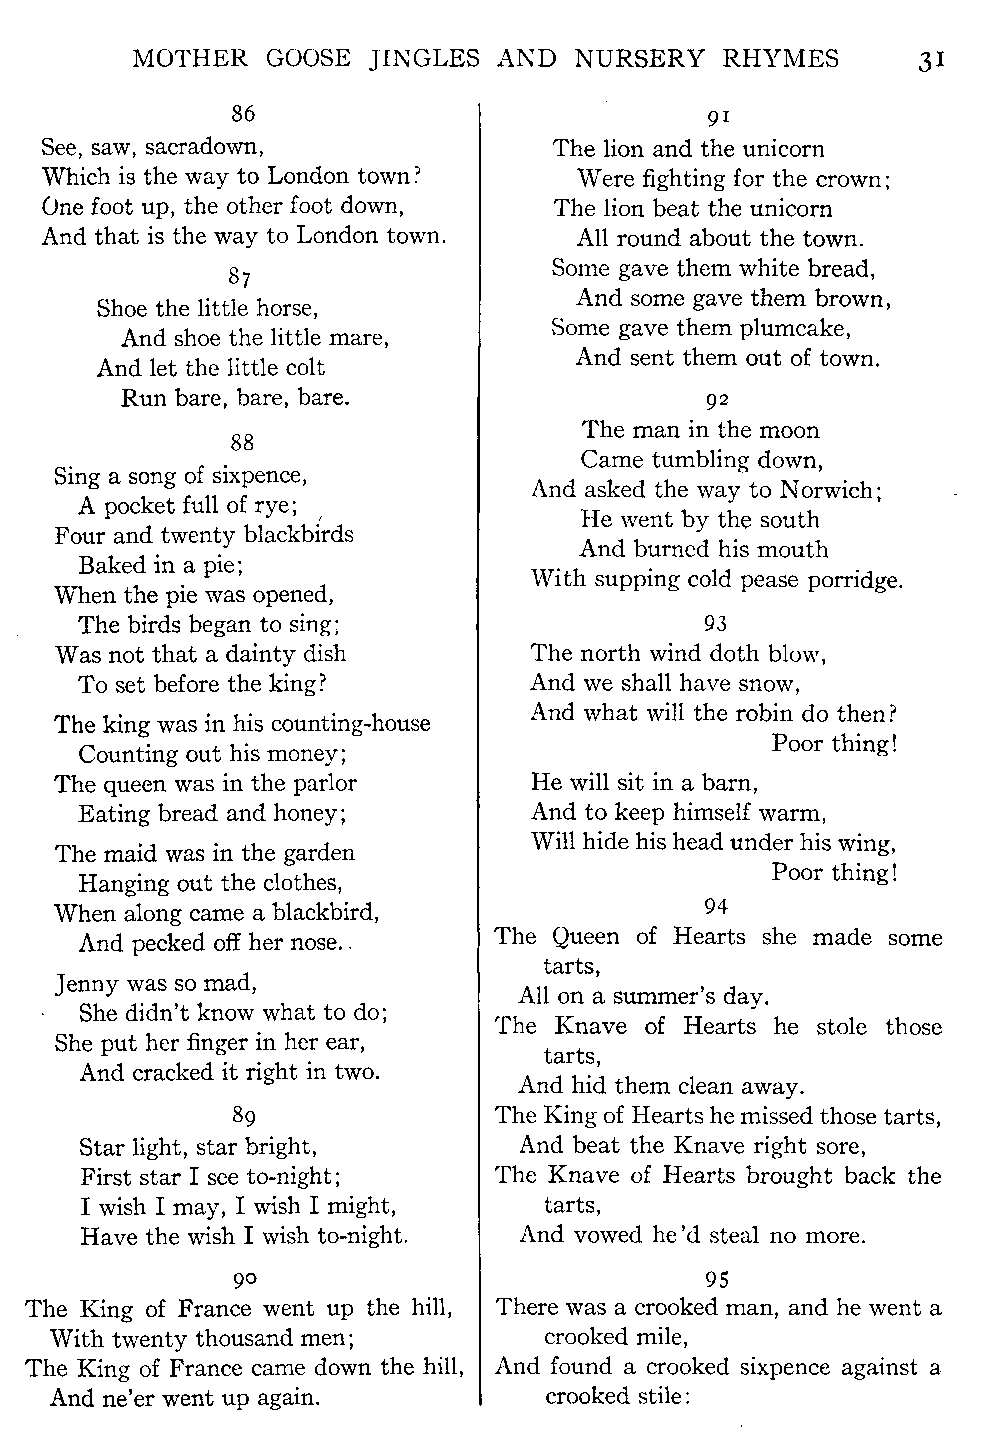 MOTHER GOOSE JINGLES AND NURSERY RHYMES 31
86
See, saw, sacradown,
Which is the way to London town?
One foot up, the other foot down,
And that is the way to London town.
87
Shoe the little horse,
And shoe the little mare,
And let the little colt
Run bare, bare, bare.
88
Sing a song of sixpence,
A pocket full of rye;
Four and twenty blackbirds
Baked in a pie;
When the pie was opened,
The birds began to sing;
Was not that a dainty dish
To set before the king?
The king was in his counting-house
Counting out his money;
The queen was in the parlor
Eating bread and honey;
The maid was in the garden
Hanging out the clothes,
When along came a blackbird,
And pecked off her nose.
Jenny was so mad,
She didn't know what to do;
She put her finger in her ear,
And cracked it right in two.
89
Star light, star bright,
First star I see to-night;
I wish I may, I wish I might,
Have the wish I wish to-night.
90
The King of France went up the hill,
With twenty thousand men;
The King of France came down the hill,
And ne'er went up again.
91
The lion and the unicorn
Were fighting for the crown;
The lion beat the unicorn
All round about the town.
Some gave them white bread,
And some gave them brown,
Some gave them plumcake,
And sent them out of town.
92
The man in the moon
Came tumbling down,
And asked the way to Norwich;
He went by the south
And burned his mouth
With supping cold pease porridge.
93
The north wind doth blow,
And we shall have snow,
And what will the robin do then?
Poor thing!
He will sit in a barn,
And to keep himself warm,
Will hide his head under his wing,
Poor thing!
94
The Queen of Hearts she made some
tarts,
All on a summer's day.
The Knave of Hearts he stole those
tarts,
And hid them clean away.
The King of Hearts he missed those tarts,
And beat the Knave right sore,
The Knave of Hearts brought back the
tarts,
And vowed he'd steal no more.
95
There was a crooked man, and he went a
crooked mile,
And found a crooked sixpence against a
crooked stile: